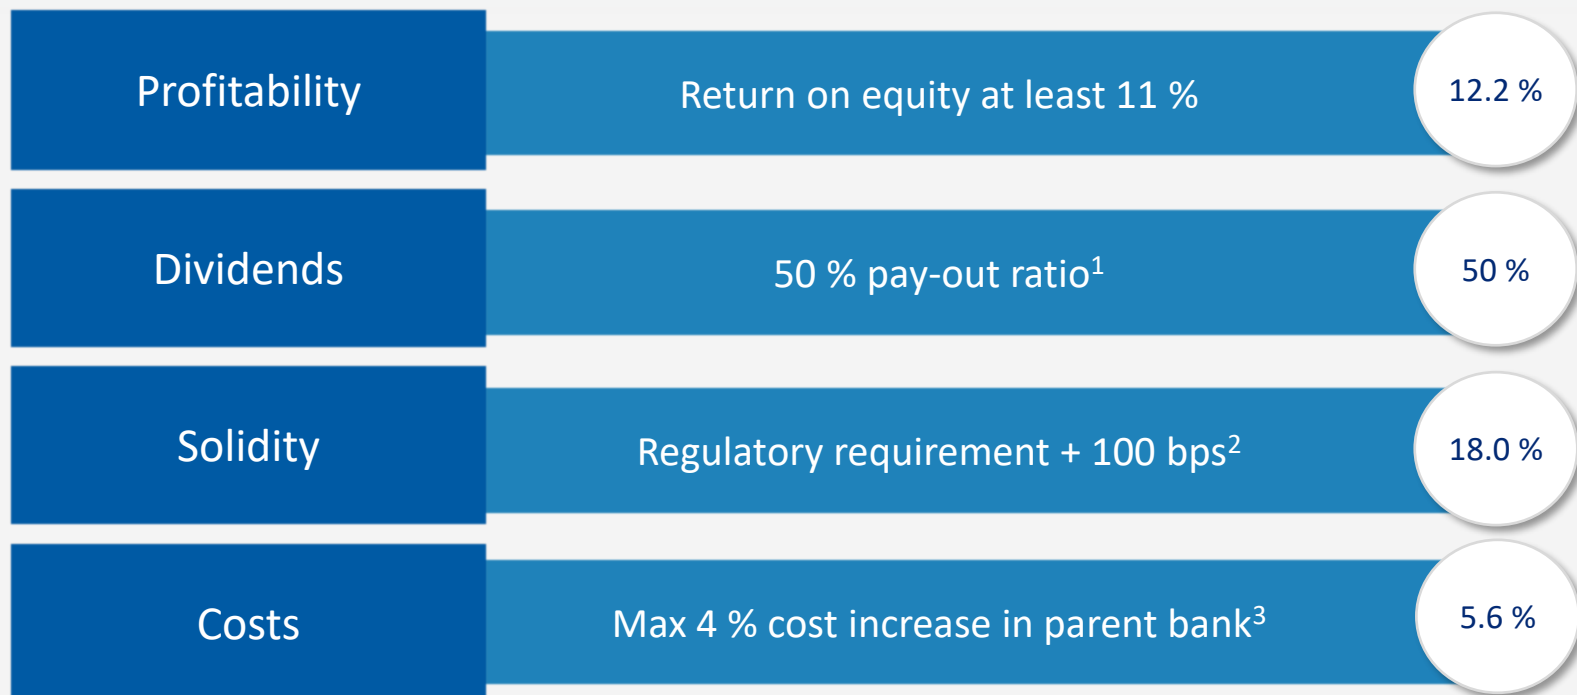 Profitability
Return on equity at least 11 %
12.2 %
Dividends
50 % pay-out ratio¹
50 %
Solidity
Regulatory requirement + 100 bps²
18.0 %
Costs
Max 4 % cost increase in parent bank³
5.6 %